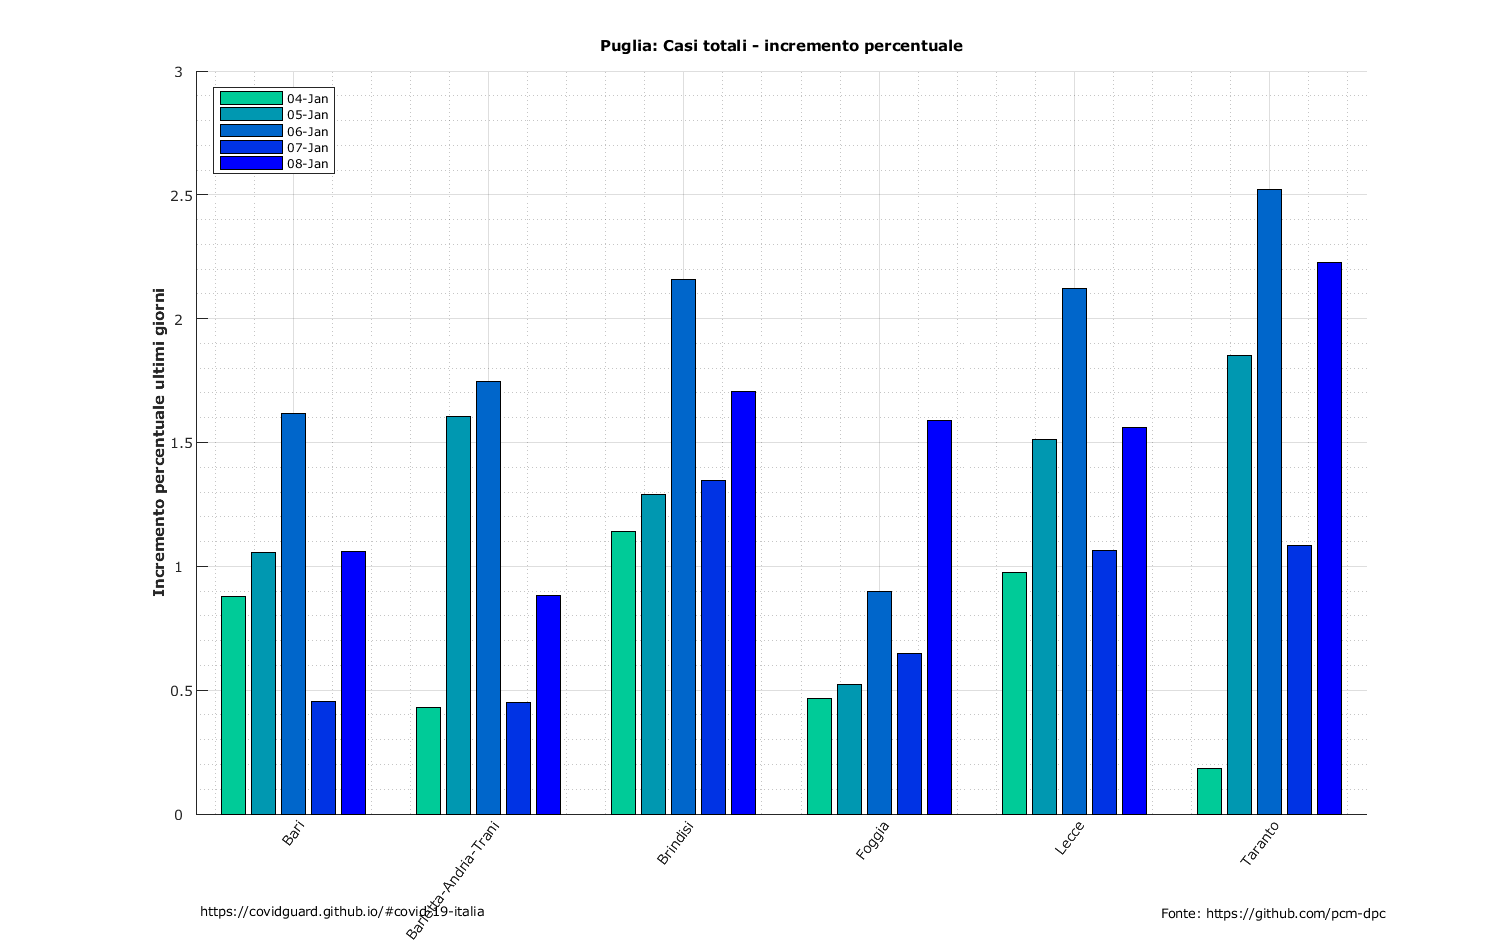 Puglia: Casi totali - incremento percentuale
3
2.5
2
1.5
1
0.5
0
Incremento percentuale ultimi giorni
04-Jan
05-Jan
06-Jan
07-Jan
08-Jan
Bari
Barletta-Andria-Trani
Brindisi
Foggia
Lecce
Taranto
https://covidguard.github.io/#covid-19-italia
Fonte: https://github.com/pcm-dpc